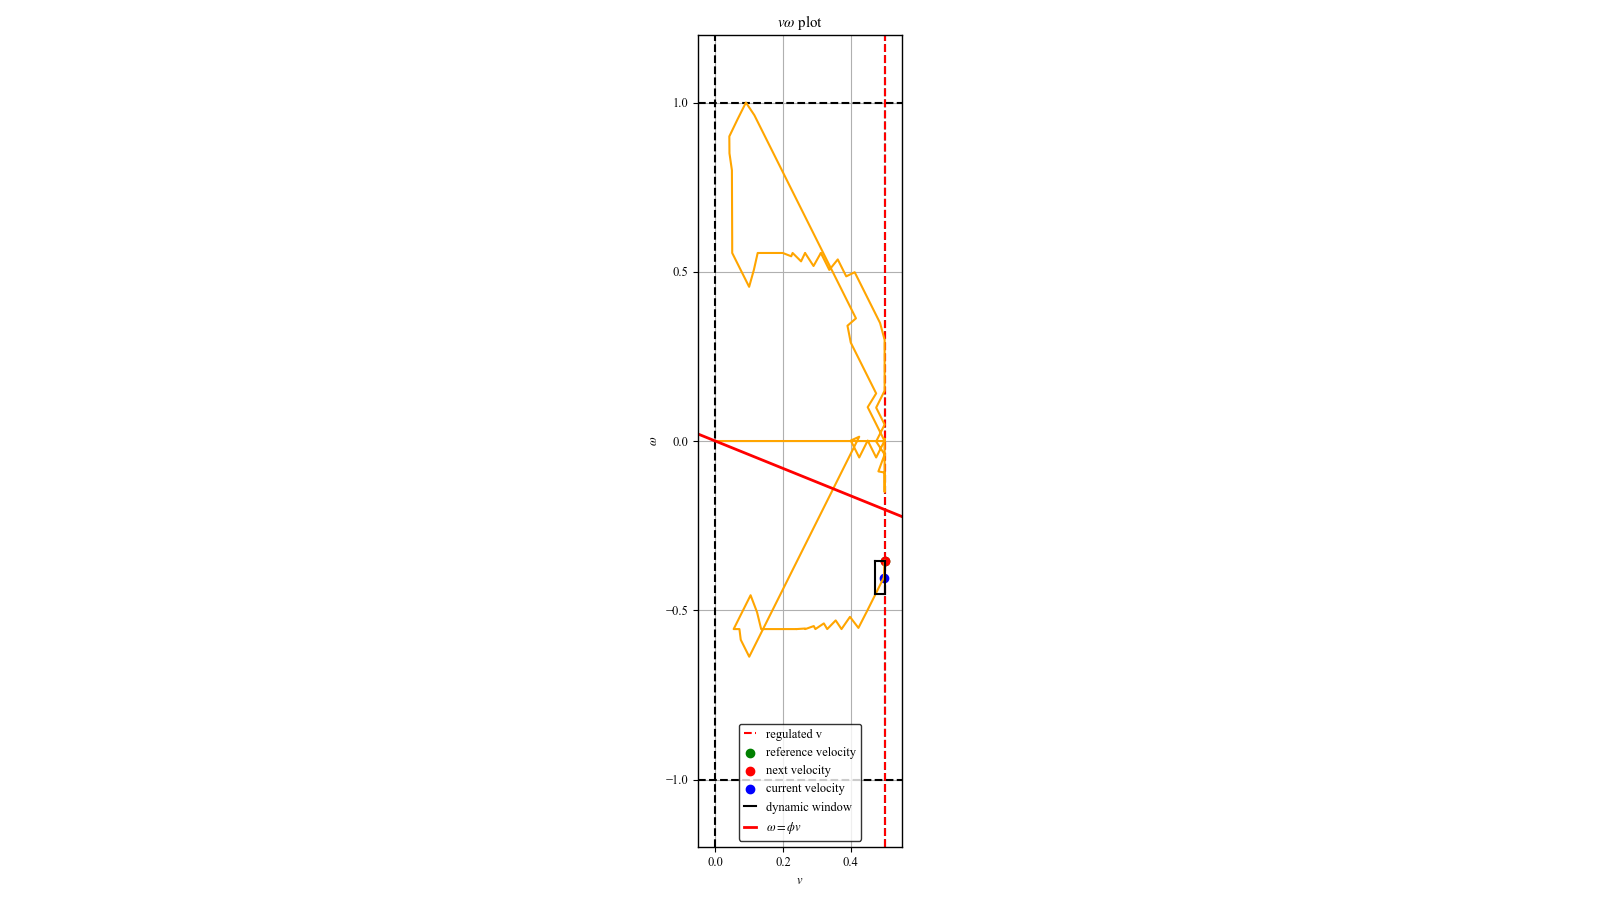 vω plot
1.0
0.5
0.0
−0.5
−1.0
ω
regulated v
reference velocity
next velocity
current velocity
dynamic window
ω = ϕv
0.0 0.2 0.4
v